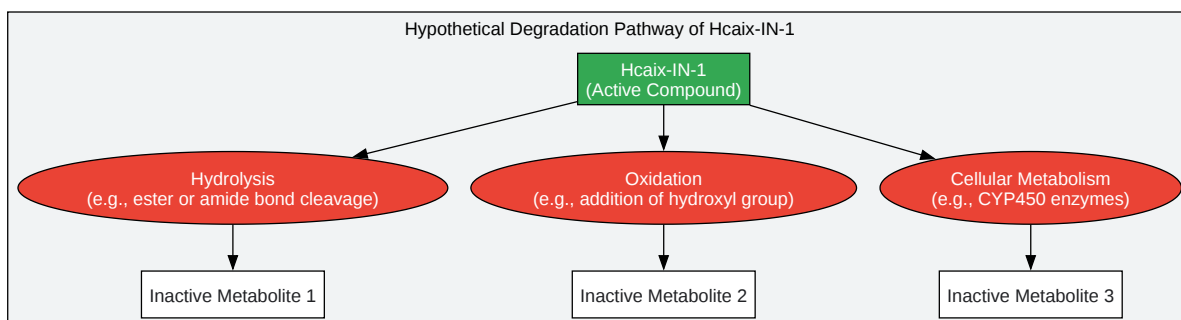 Hypothetical Degradation Pathway of Hcaix-IN-1
Hcaix-IN-1
(Active Compound)
Hydrolysis
(e.g., ester or amide bond cleavage)
Oxidation
(e.g., addition of hydroxyl group)
Cellular Metabolism
(e.g., CYP450 enzymes)
Inactive Metabolite 1
Inactive Metabolite 2
Inactive Metabolite 3